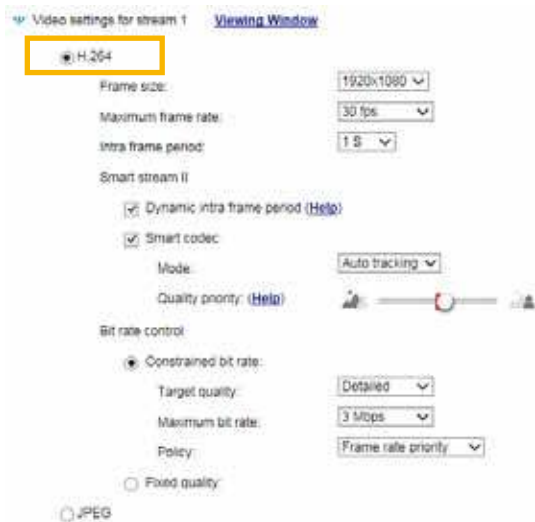 Video settings for stream 1 Viewing Window
H.264
Frame size: 1920x1080
Maximum frame rate: 30 fps
Intra frame period: 1 S
Smart stream II
Dynamic intra frame period (Help)
Smart codec
Mode: Auto tracking
Quality priority: (Help)
Bit rate control
Constrained bit rate:
Target quality: Detailed
Maximum bit rate: 3 Mbps
Policy: Frame rate priority
Fixed quality:
JPEG